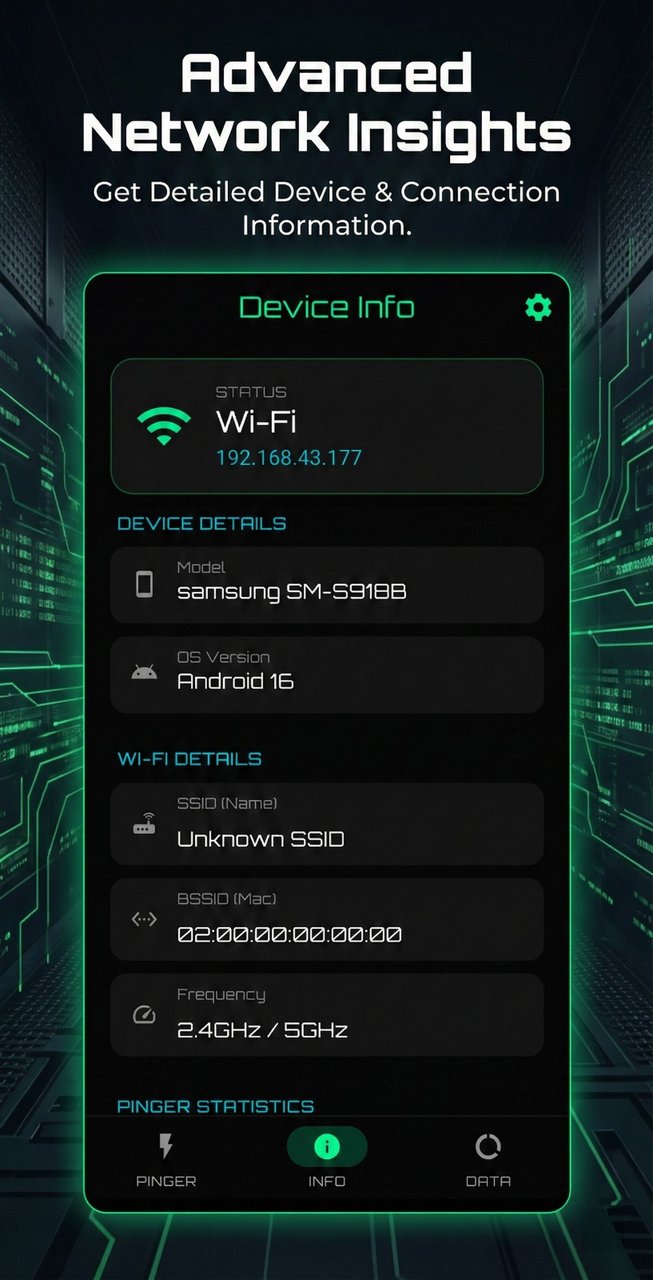 Advanced
Network Insights
Get Detailed Device & Connection
Information.
Device Info
STATUS
Wi-Fi
192.168.43.177
DEVICE DETAILS
Model
samsung SM-S918B
OS Version
Android 16
WI-FI DETAILS
SSID (Name)
Unknown SSID
BSSID (Mac)
02:00:00:00:00:00
Frequency
2.4GHz / 5GHz
PINGER STATISTICS
PINGER
INFO
DATA